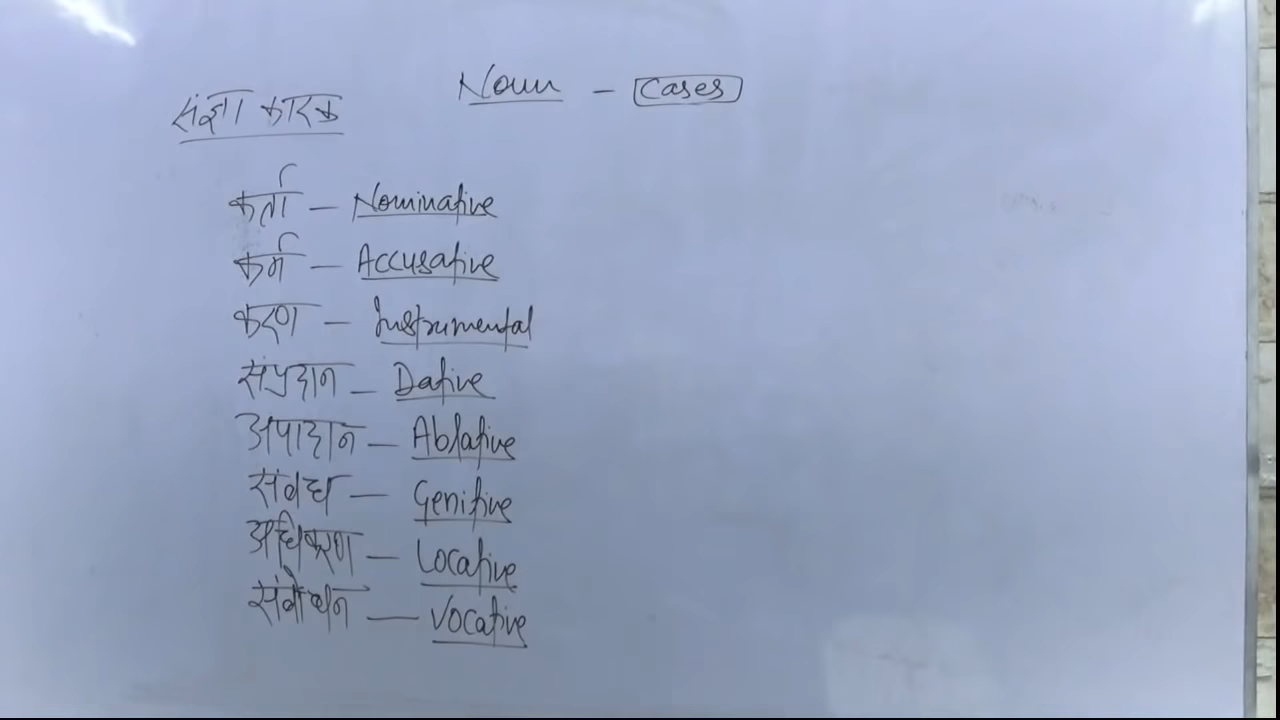 Noun - Cases
संज्ञा कारक
कर्ता - Nominative
कर्म - Accusative
करण - Instrumental
संप्रदान - Dative
अपादान - Ablative
संबंध - Genitive
अधिकरण - Locative
संबोधन - Vocative